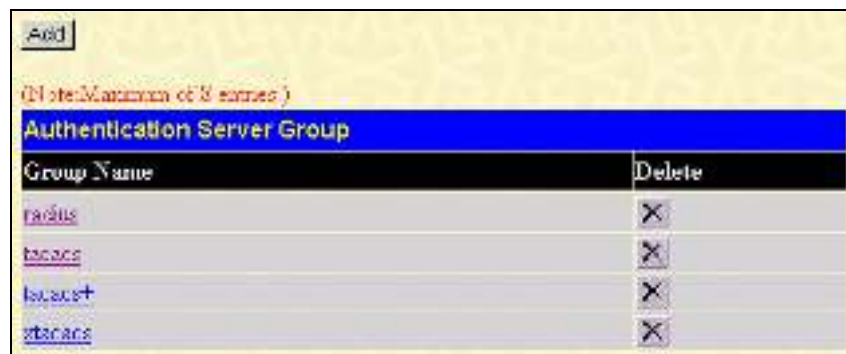 Add
(Note:Maximum of 8 entries )
Authentication Server Group
Group Name Delete
radius
tacacs
tacacs+
xtacacs